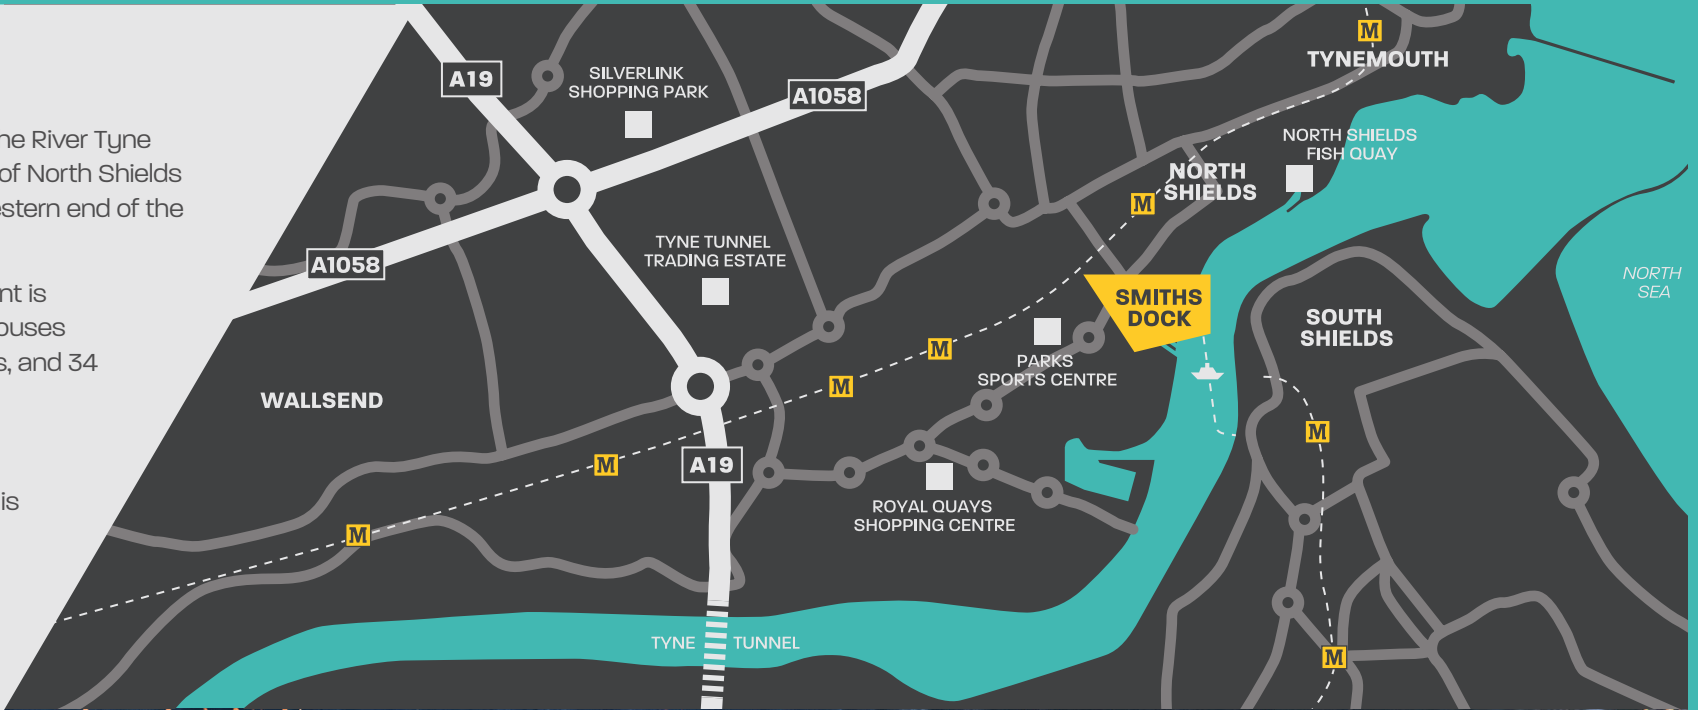 he River Tyne
of North Shields
estern end of the
nt is
ouses
s, and 34
is
A19
SILVERLINK
SHOPPING PARK
A1058
M
TYNEMOUTH
NORTH SHIELDS
FISH QUAY
NORTH
SHIELDS
M
A1058
TYNE TUNNEL
TRADING ESTATE
NORTH
SEA
SMITHS
DOCK
SOUTH
SHIELDS
M
PARKS
SPORTS CENTRE
M
WALLSEND
M
M
A19
ROYAL QUAYS
SHOPPING CENTRE
M
TYNE TUNNEL
M